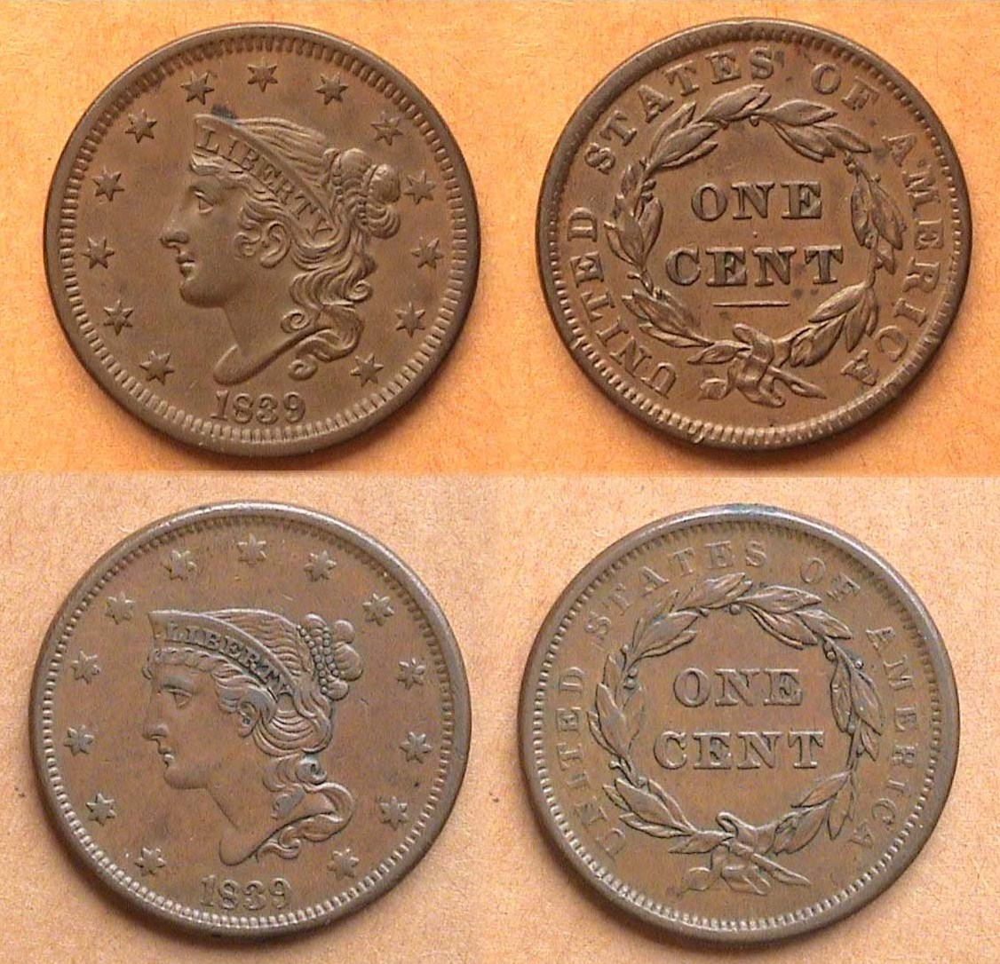 LIBERTY
1839
UNITED STATES OF AMERICA
ONE
CENT
LIBERTY
1839
UNITED STATES OF AMERICA
ONE
CENT